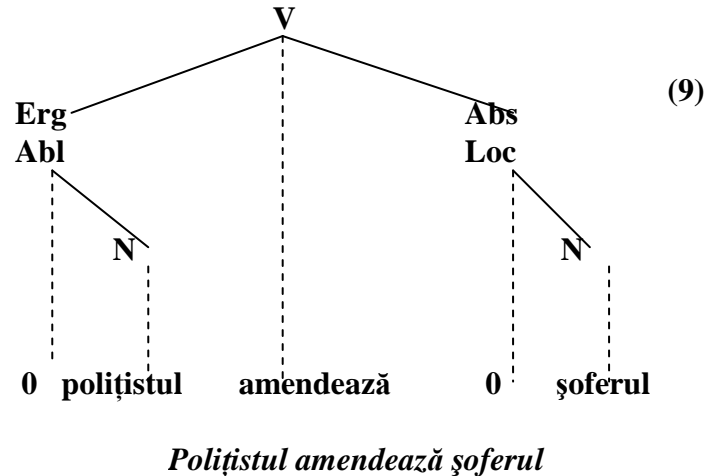 V
(9)
Erg Abs
Abl Loc
N N
0 polițistul amendează 0 şoferul
Polițistul amendează şoferul